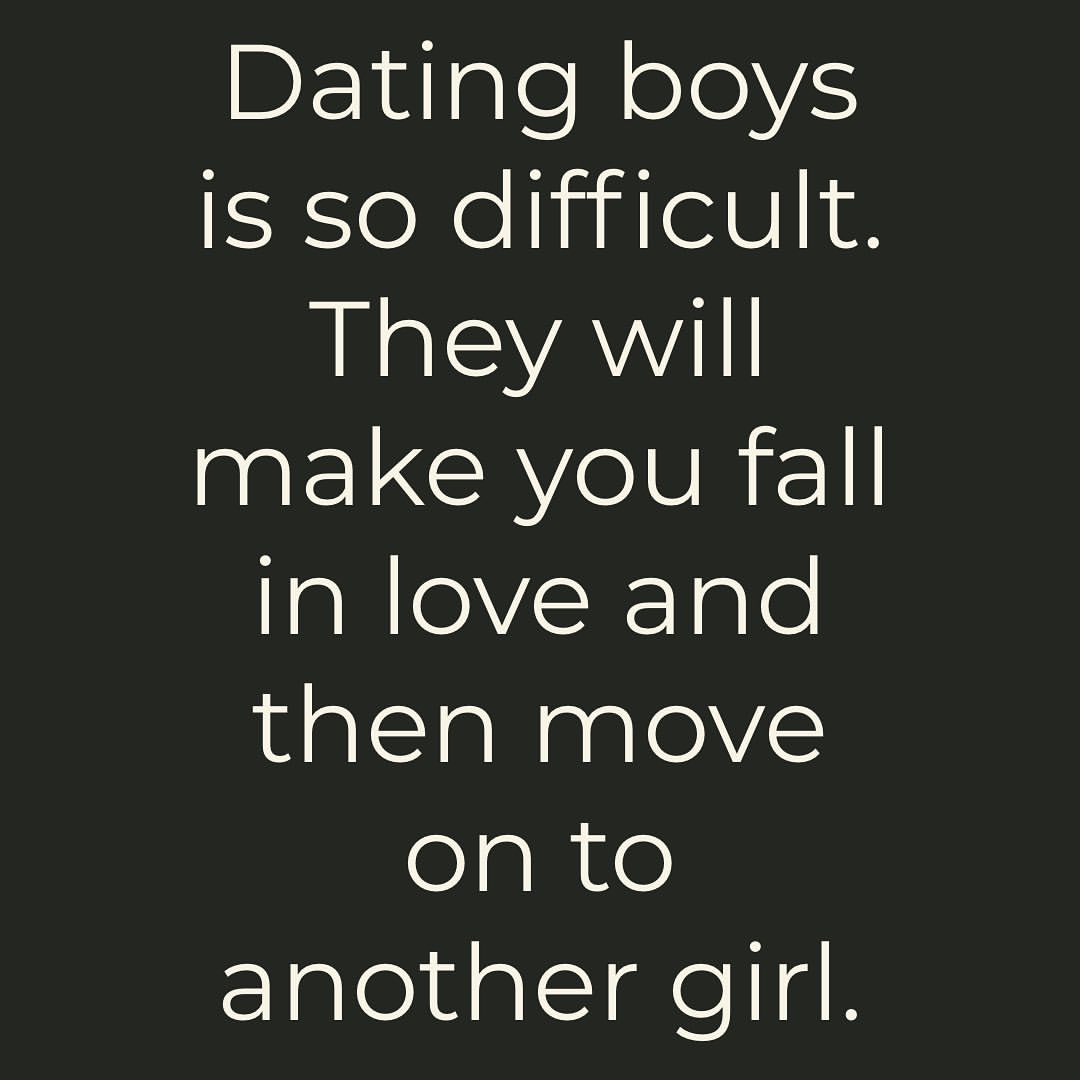 Dating boys
is so difficult.
They will
make you fall
in love and
then move
on to
another girl.